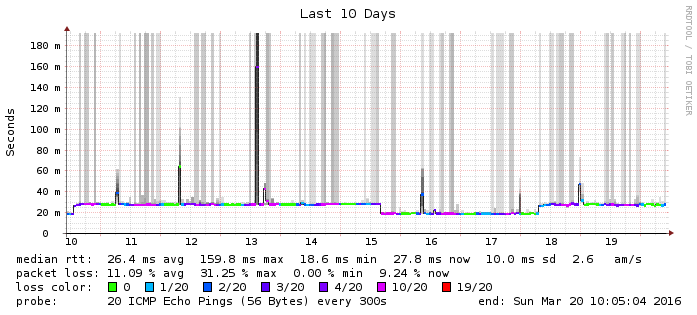 Last 10 Days
RRDTOOL / TOBI OETIKER
Seconds
180 m
160 m
140 m
120 m
100 m
80 m
60 m
40 m
20 m
0
10 11 12 13 14 15 16 17 18 19
median rtt: 26.4 ms avg 159.8 ms max 18.6 ms min 27.8 ms now 10.0 ms sd 2.6 am/s
packet loss: 11.09 % avg 31.25 % max 0.00 % min 9.24 % now
loss color: 0 1/20 2/20 3/20 4/20 10/20 19/20
probe: 20 ICMP Echo Pings (56 Bytes) every 300s end: Sun Mar 20 10:05:04 2016